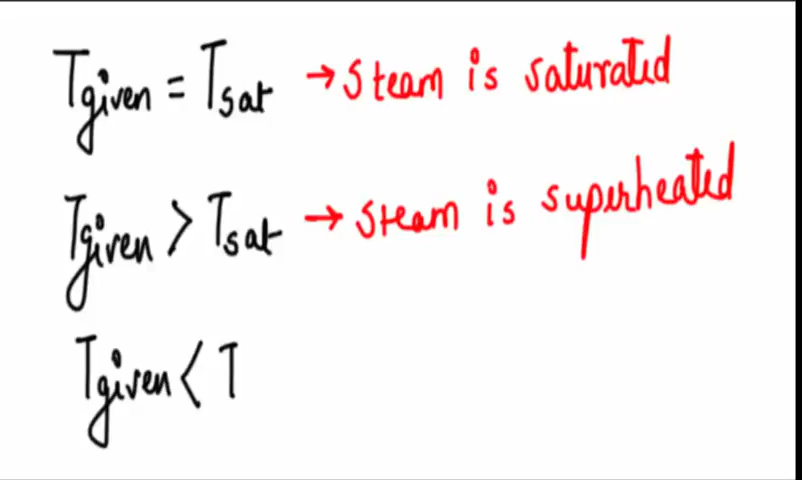 Tgiven = Tsat → Steam is saturated
Tgiven > Tsat → Steam is superheated
Tgiven < T